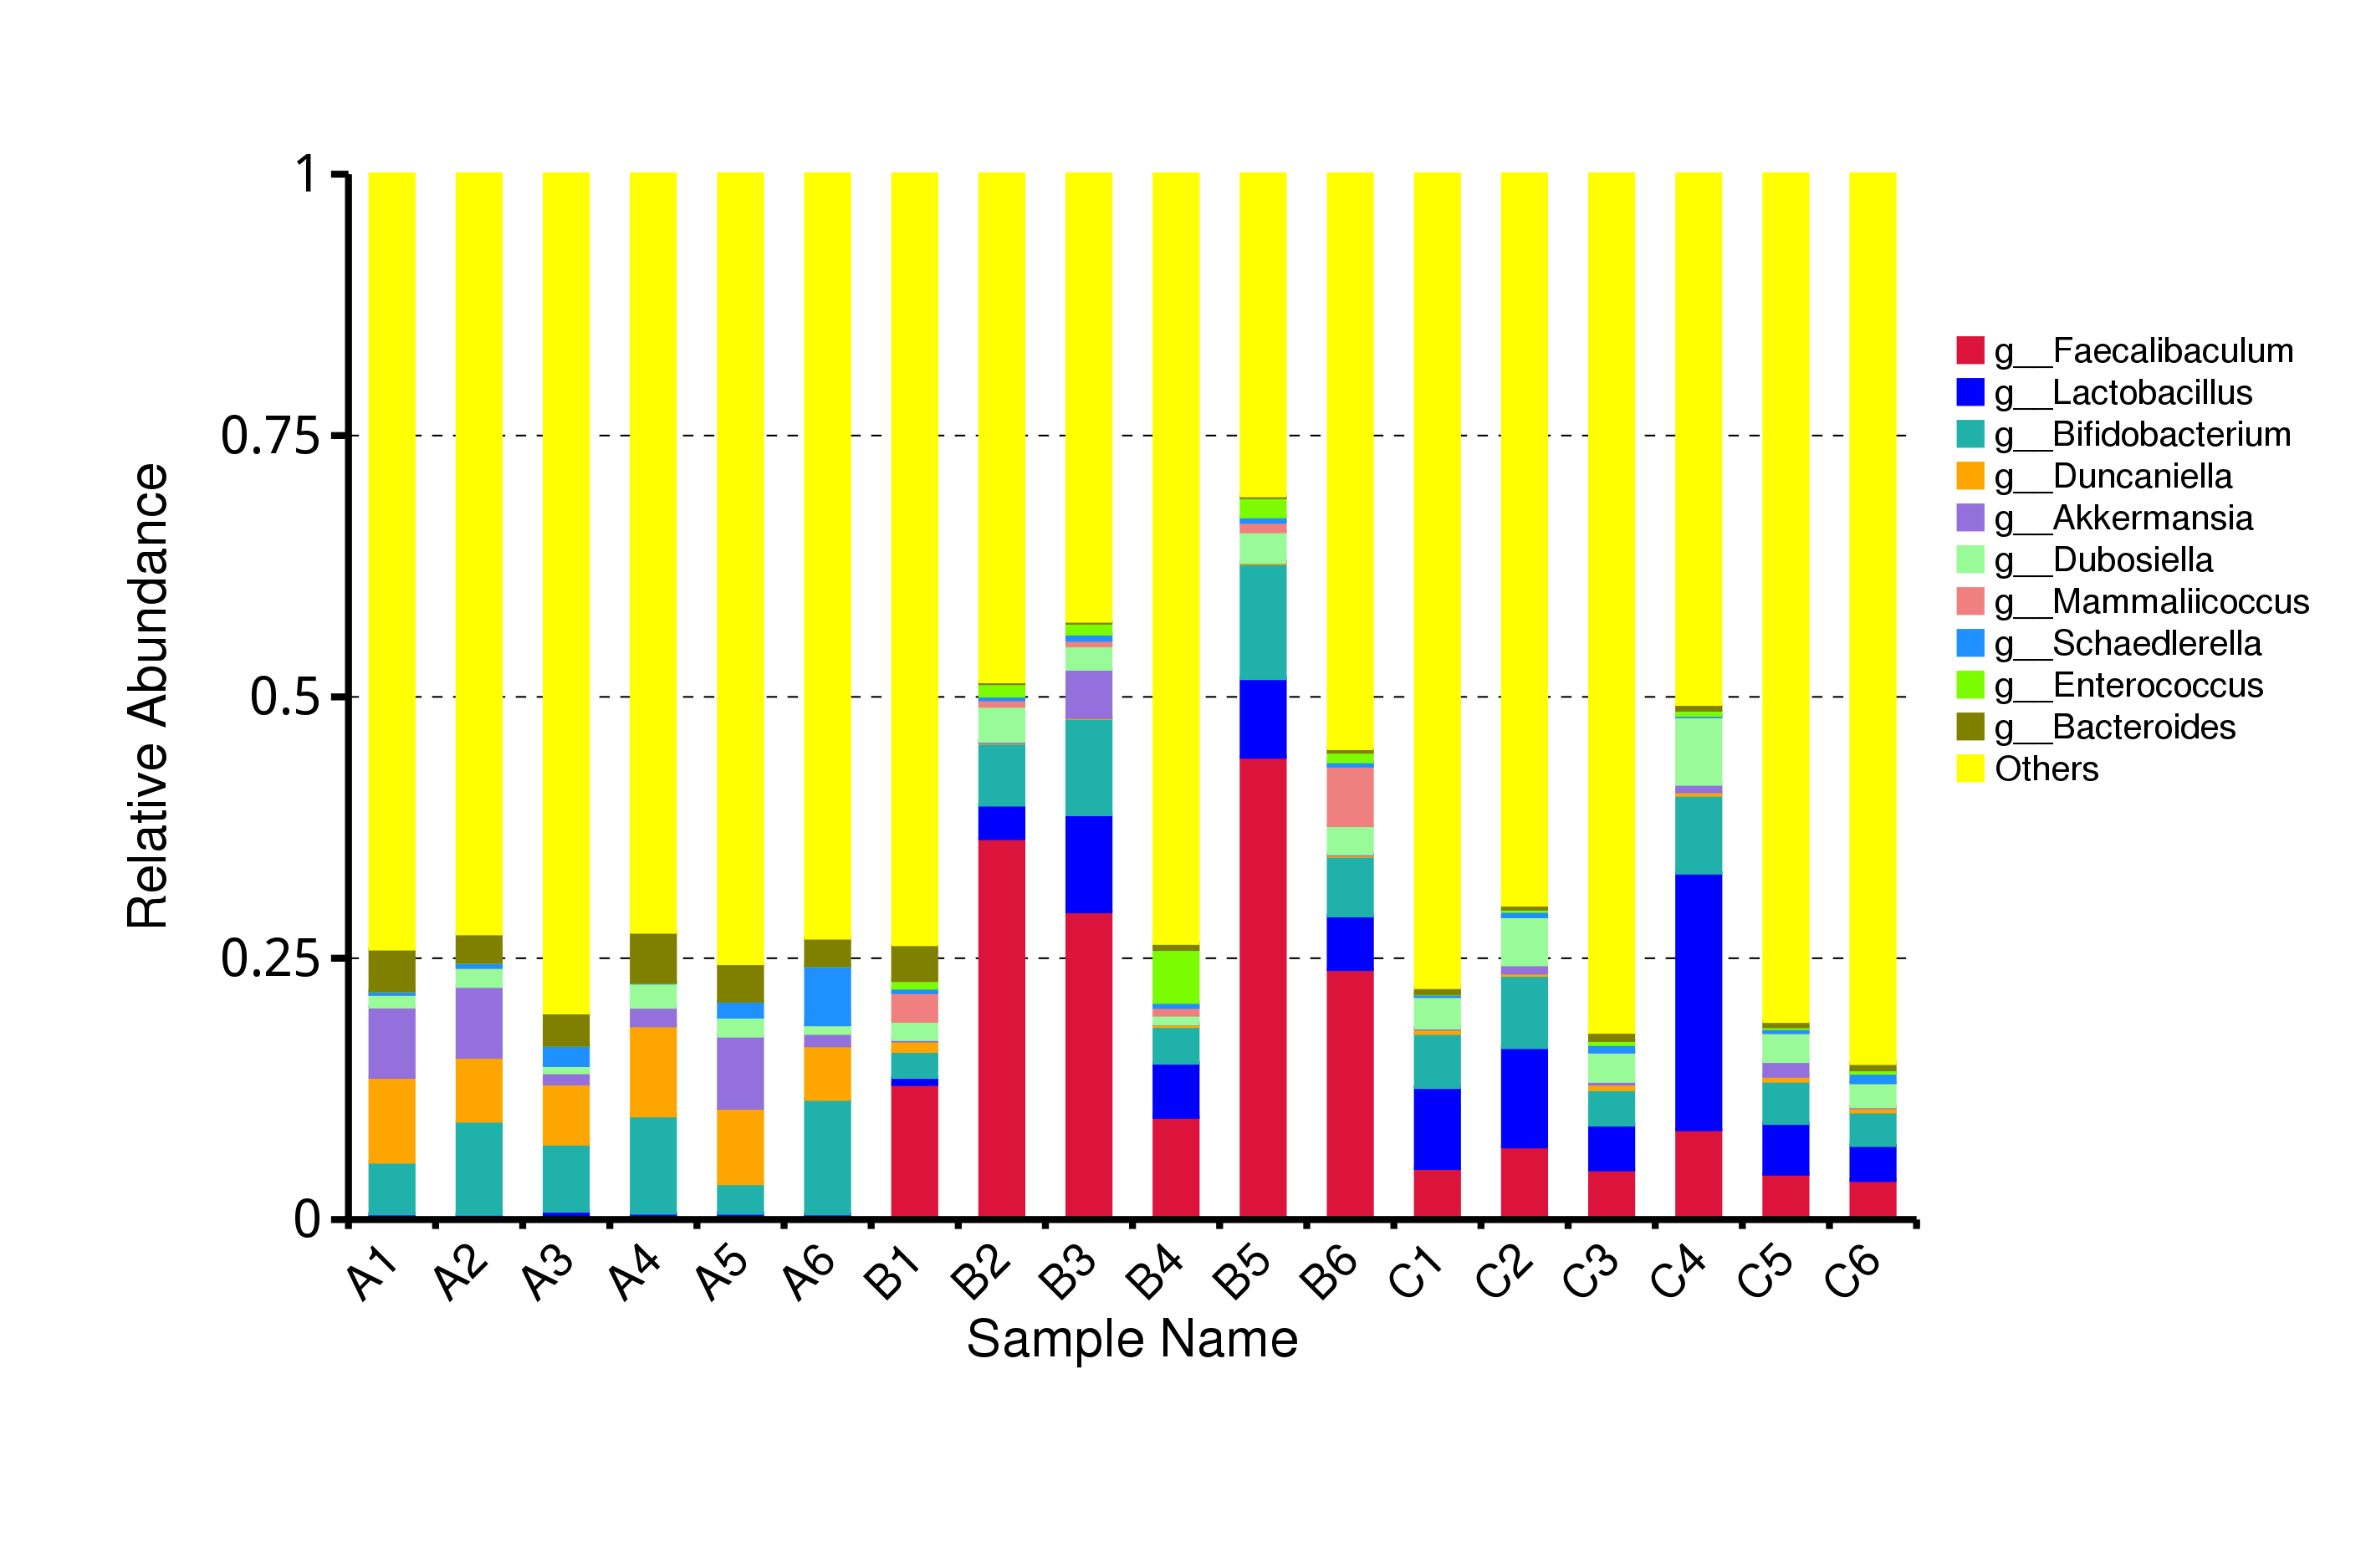 1
0.75
0.5
0.25
0
Relative Abundance
A1 A2 A3 A4 A5 A6 B1 B2 B3 B4 B5 B6 C1 C2 C3 C4 C5 C6
Sample Name
g__Faecalibaculum
g__Lactobacillus
g__Bifidobacterium
g__Duncaniella
g__Akkermansia
g__Dubosiella
g__Mammaliicoccus
g__Schaedlerella
g__Enterococcus
g__Bacteroides
Others